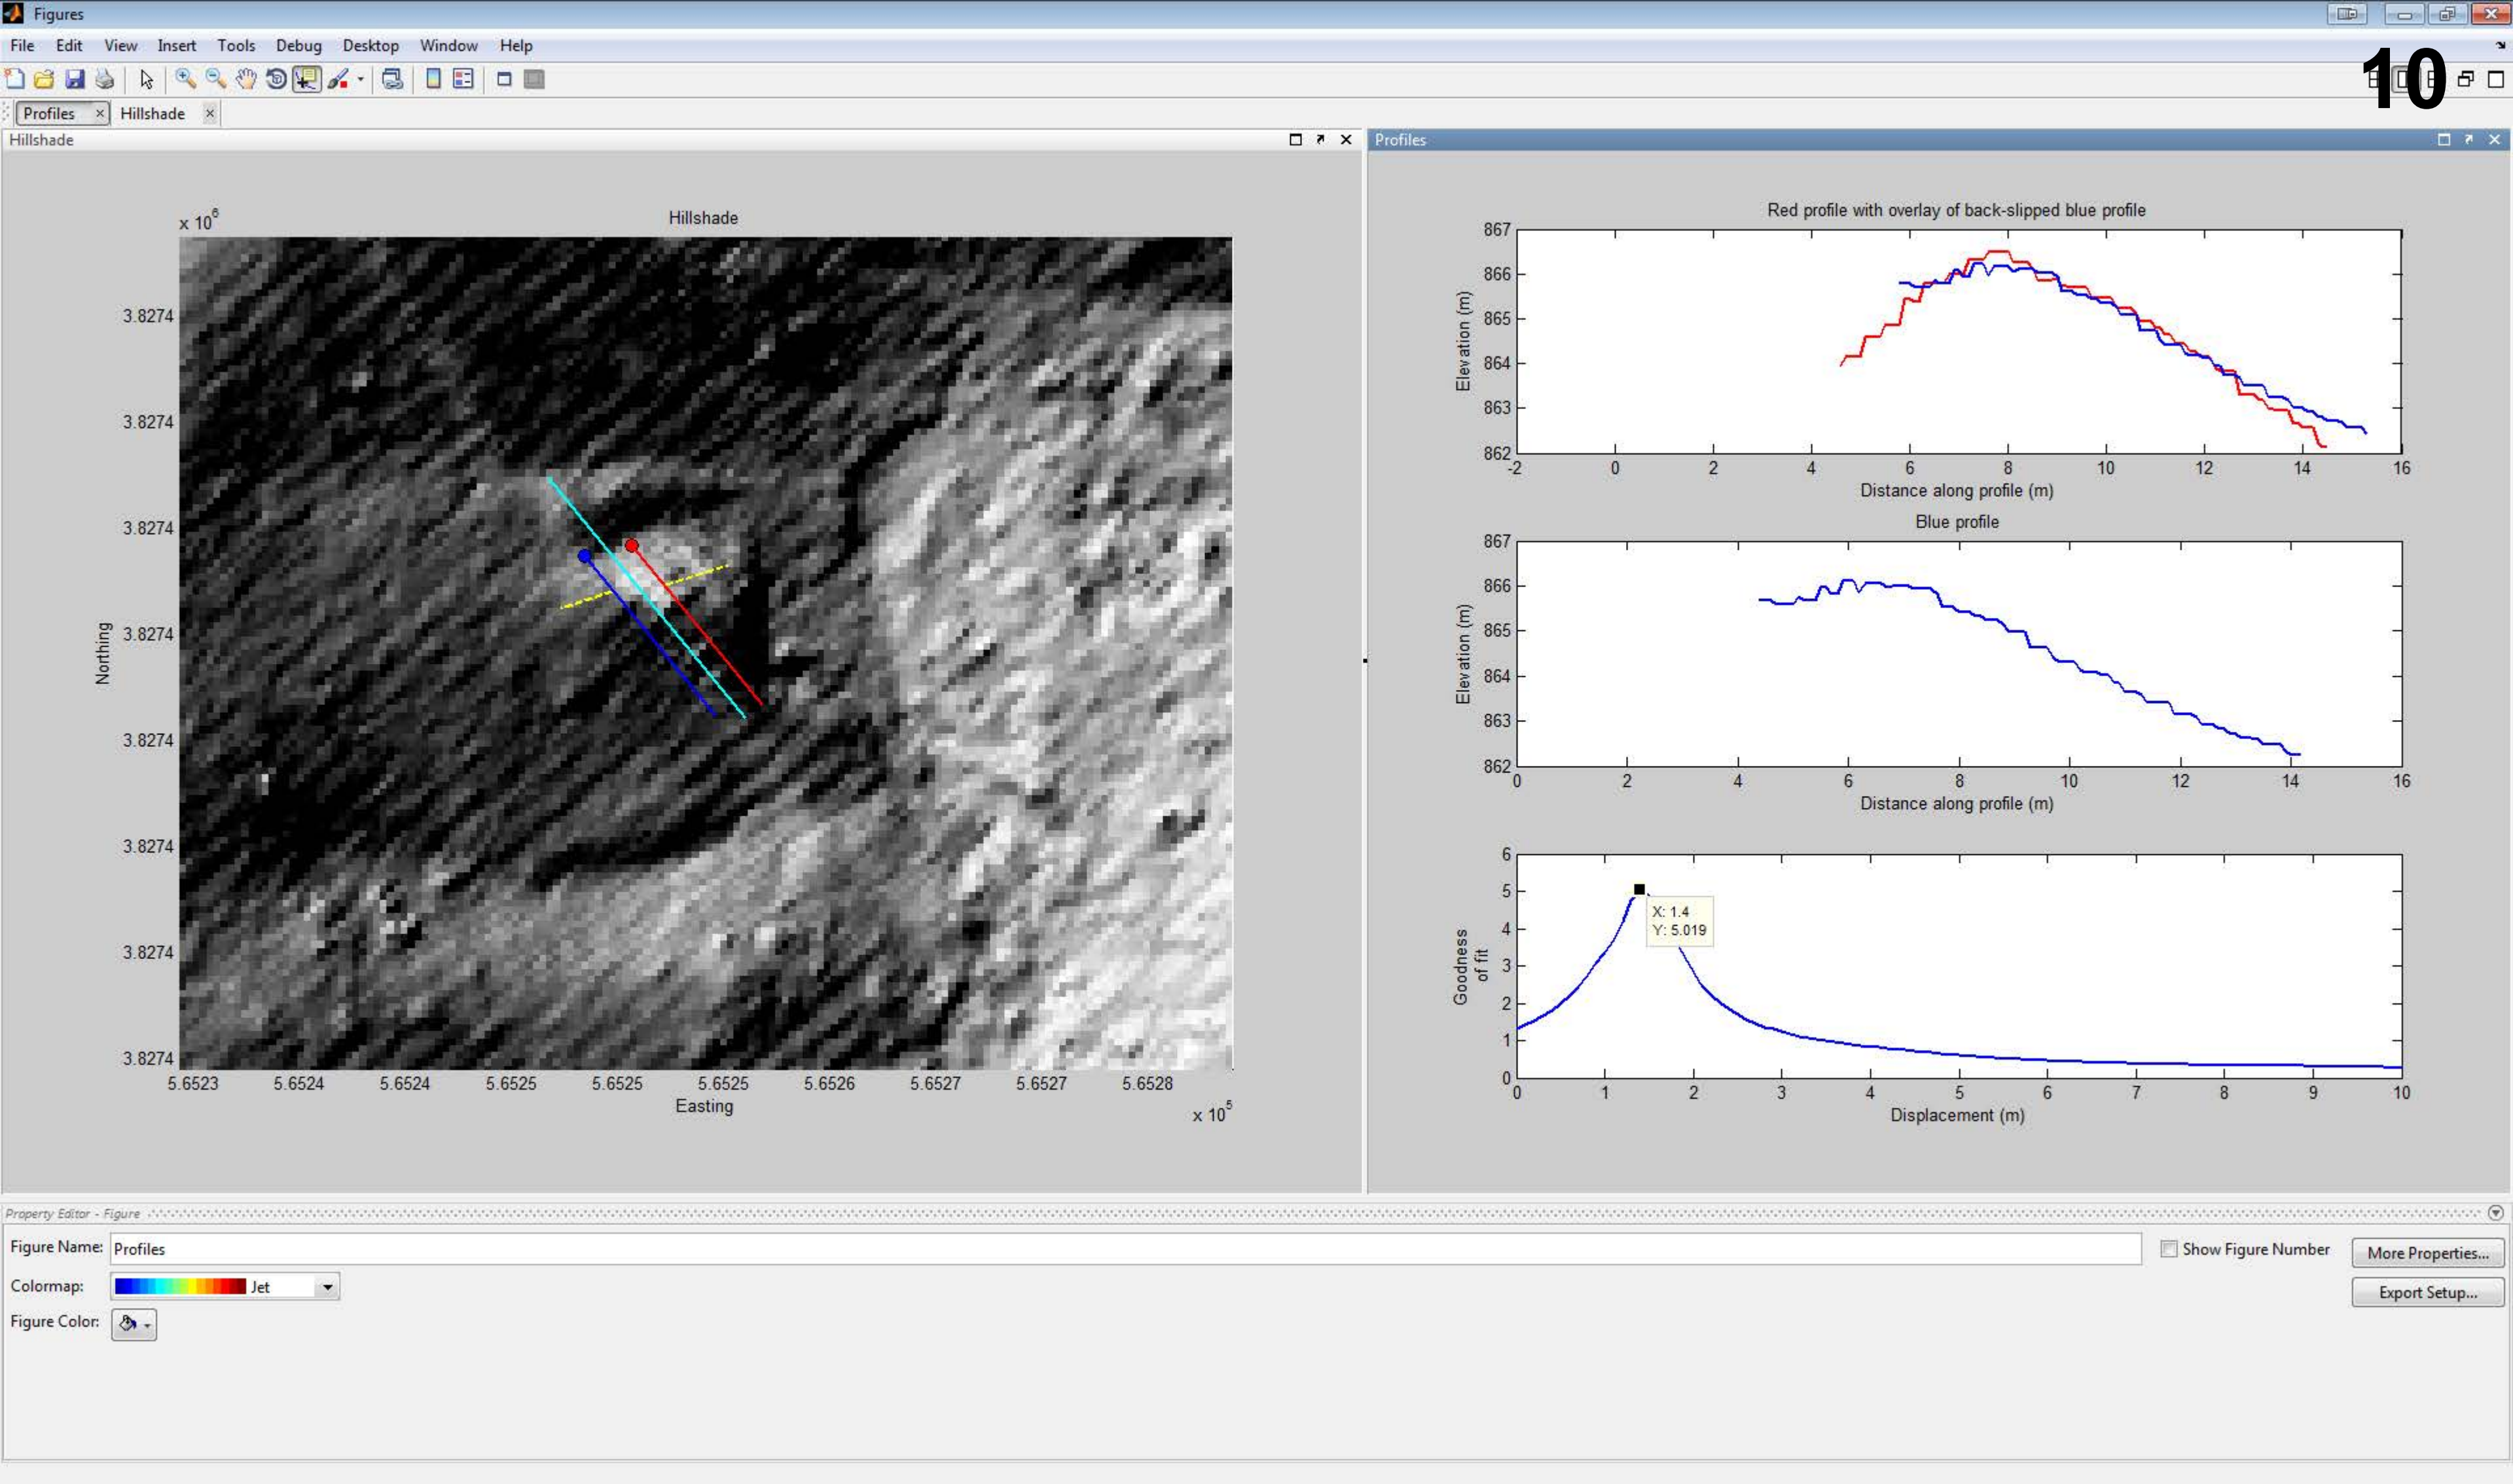 Figures
File Edit View Insert Tools Debug Desktop Window Help
10
Profiles Hillshade
Hillshade
Profiles
x 10^6
Hillshade
3.8274
3.8274
3.8274
3.8274
3.8274
3.8274
3.8274
3.8274
Northing
5.6523 5.6524 5.6524 5.6525 5.6525 5.6525 5.6526 5.6527 5.6527 5.6528
Easting
x 10^5
Red profile with overlay of back-slipped blue profile
867
866
865
864
863
862
Elevation (m)
-2 0 2 4 6 8 10 12 14 16
Distance along profile (m)
Blue profile
867
866
865
864
863
862
Elevation (m)
0 2 4 6 8 10 12 14 16
Distance along profile (m)
6
5
4
3
2
1
0
Goodness
of fit
X: 1.4
Y: 5.019
0 1 2 3 4 5 6 7 8 9 10
Displacement (m)
Property Editor - Figure
Figure Name: Profiles
Show Figure Number
More Properties...
Colormap: Jet
Export Setup...
Figure Color: